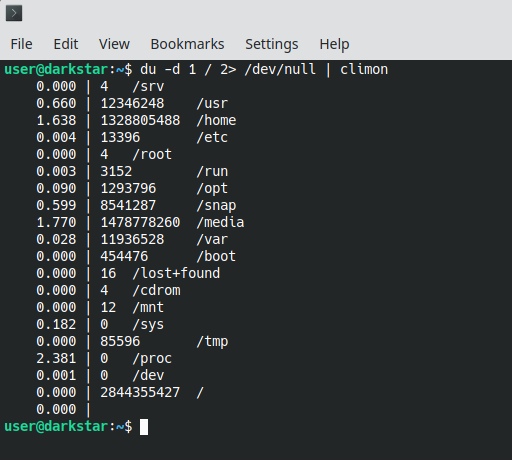 File Edit View Bookmarks Settings Help
user@darkstar:~$ du -d 1 / 2> /dev/null | climon
0.000 | 4 /srv
0.660 | 12346248 /usr
1.638 | 1328805488 /home
0.004 | 13396 /etc
0.000 | 4 /root
0.003 | 3152 /run
0.090 | 1293796 /opt
0.599 | 8541287 /snap
1.770 | 1478778260 /media
0.028 | 11936528 /var
0.000 | 454476 /boot
0.000 | 16 /lost+found
0.000 | 4 /cdrom
0.000 | 12 /mnt
0.182 | 0 /sys
0.000 | 85596 /tmp
2.381 | 0 /proc
0.001 | 0 /dev
0.000 | 2844355427 /
0.000 |
user@darkstar:~$